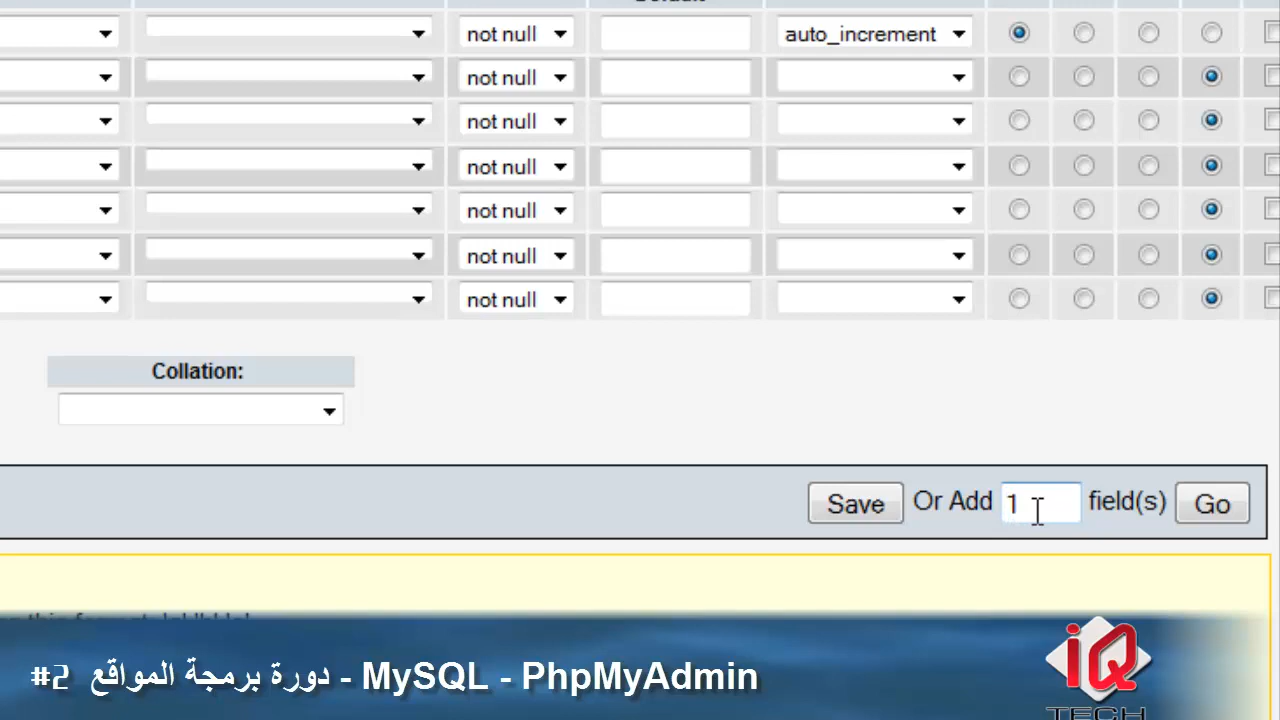 not null auto_increment
not null
not null
not null
not null
not null
not null
Collation:
Save Or Add 1 field(s) Go
#2 دورة برمجة المواقع - MySQL - PhpMyAdmin
iQ
TECH